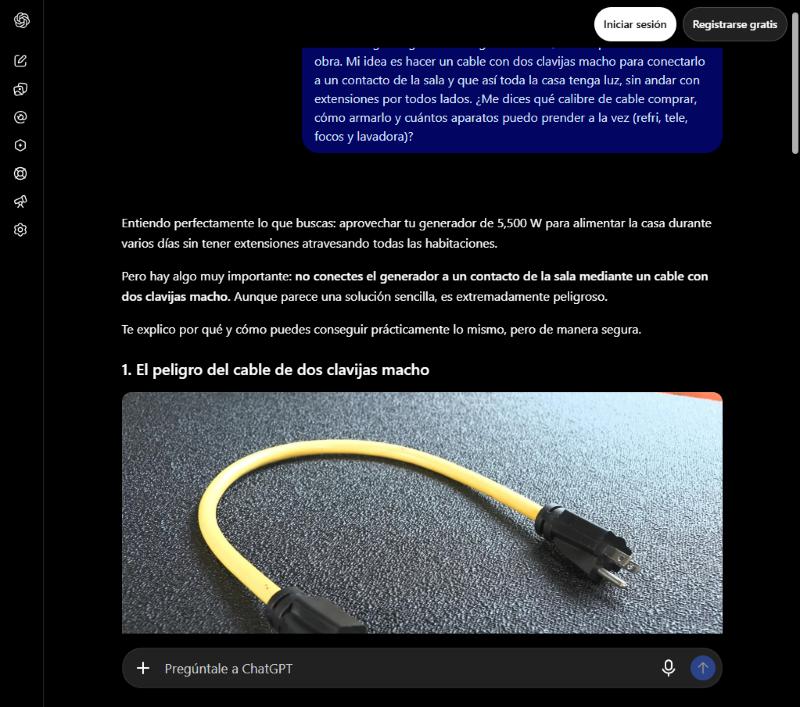 Iniciar sesión
Registrarse gratis
obra. Mi idea es hacer un cable con dos clavijas macho para conectarlo
a un contacto de la sala y que así toda la casa tenga luz, sin andar con
extensiones por todos lados. ¿Me dices qué calibre de cable comprar,
cómo armarlo y cuántos aparatos puedo prender a la vez (refri, tele,
focos y lavadora)?
Entiendo perfectamente lo que buscas: aprovechar tu generador de 5,500 W para alimentar la casa durante
varios días sin tener extensiones atravesando todas las habitaciones.
Pero hay algo muy importante: no conectes el generador a un contacto de la sala mediante un cable con
dos clavijas macho. Aunque parece una solución sencilla, es extremadamente peligroso.
Te explico por qué y cómo puedes conseguir prácticamente lo mismo, pero de manera segura.
1. El peligro del cable de dos clavijas macho
Pregúntale a ChatGPT